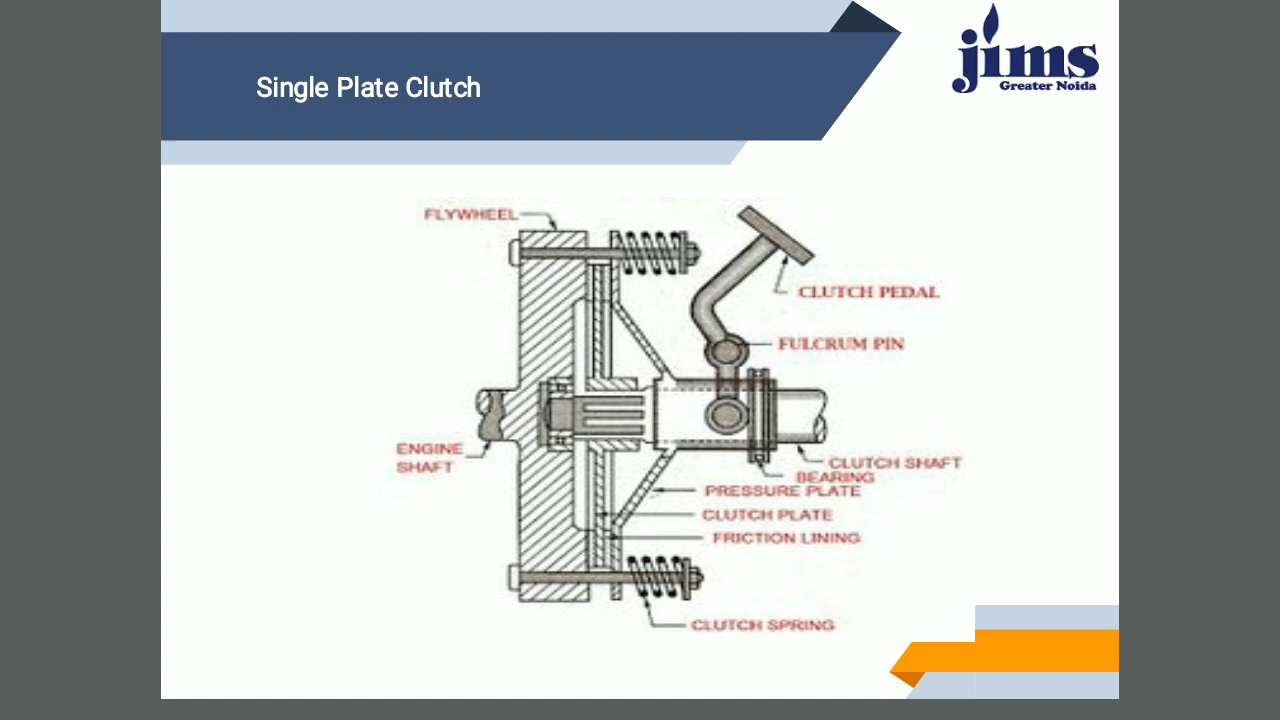 Single Plate Clutch
jims
Greater Noida
FLYWHEEL
CLUTCH PEDAL
FULCRUM PIN
ENGINE
SHAFT
CLUTCH SHAFT
BEARING
PRESSURE PLATE
CLUTCH PLATE
FRICTION LINING
CLUTCH SPRING